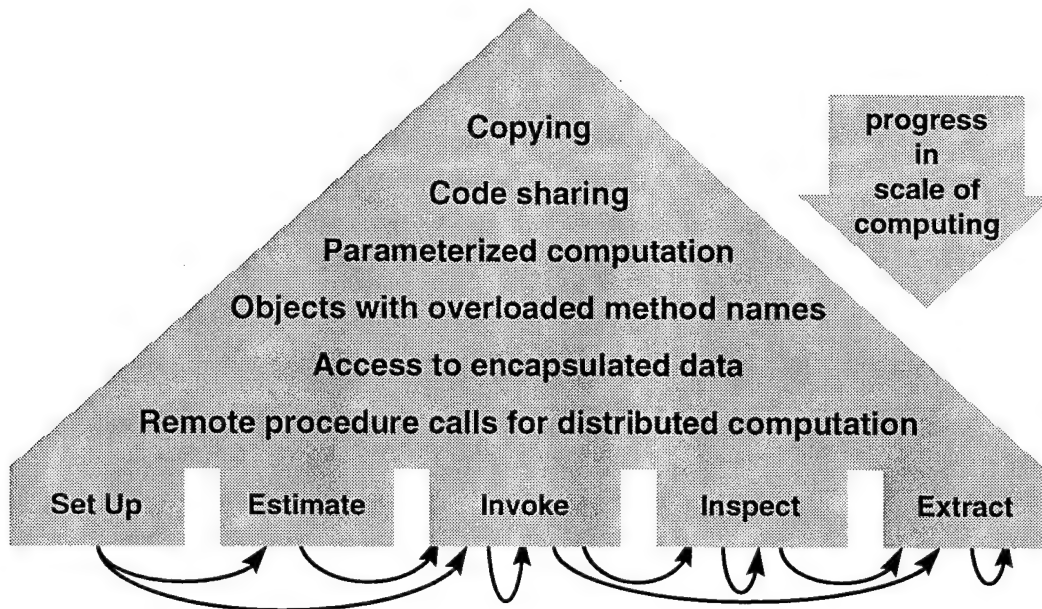 Copying
Code sharing
Parameterized computation
Objects with overloaded method names
Access to encapsulated data
Remote procedure calls for distributed computation
Set Up
Estimate
Invoke
Inspect
Extract
progress
in
scale of
computing